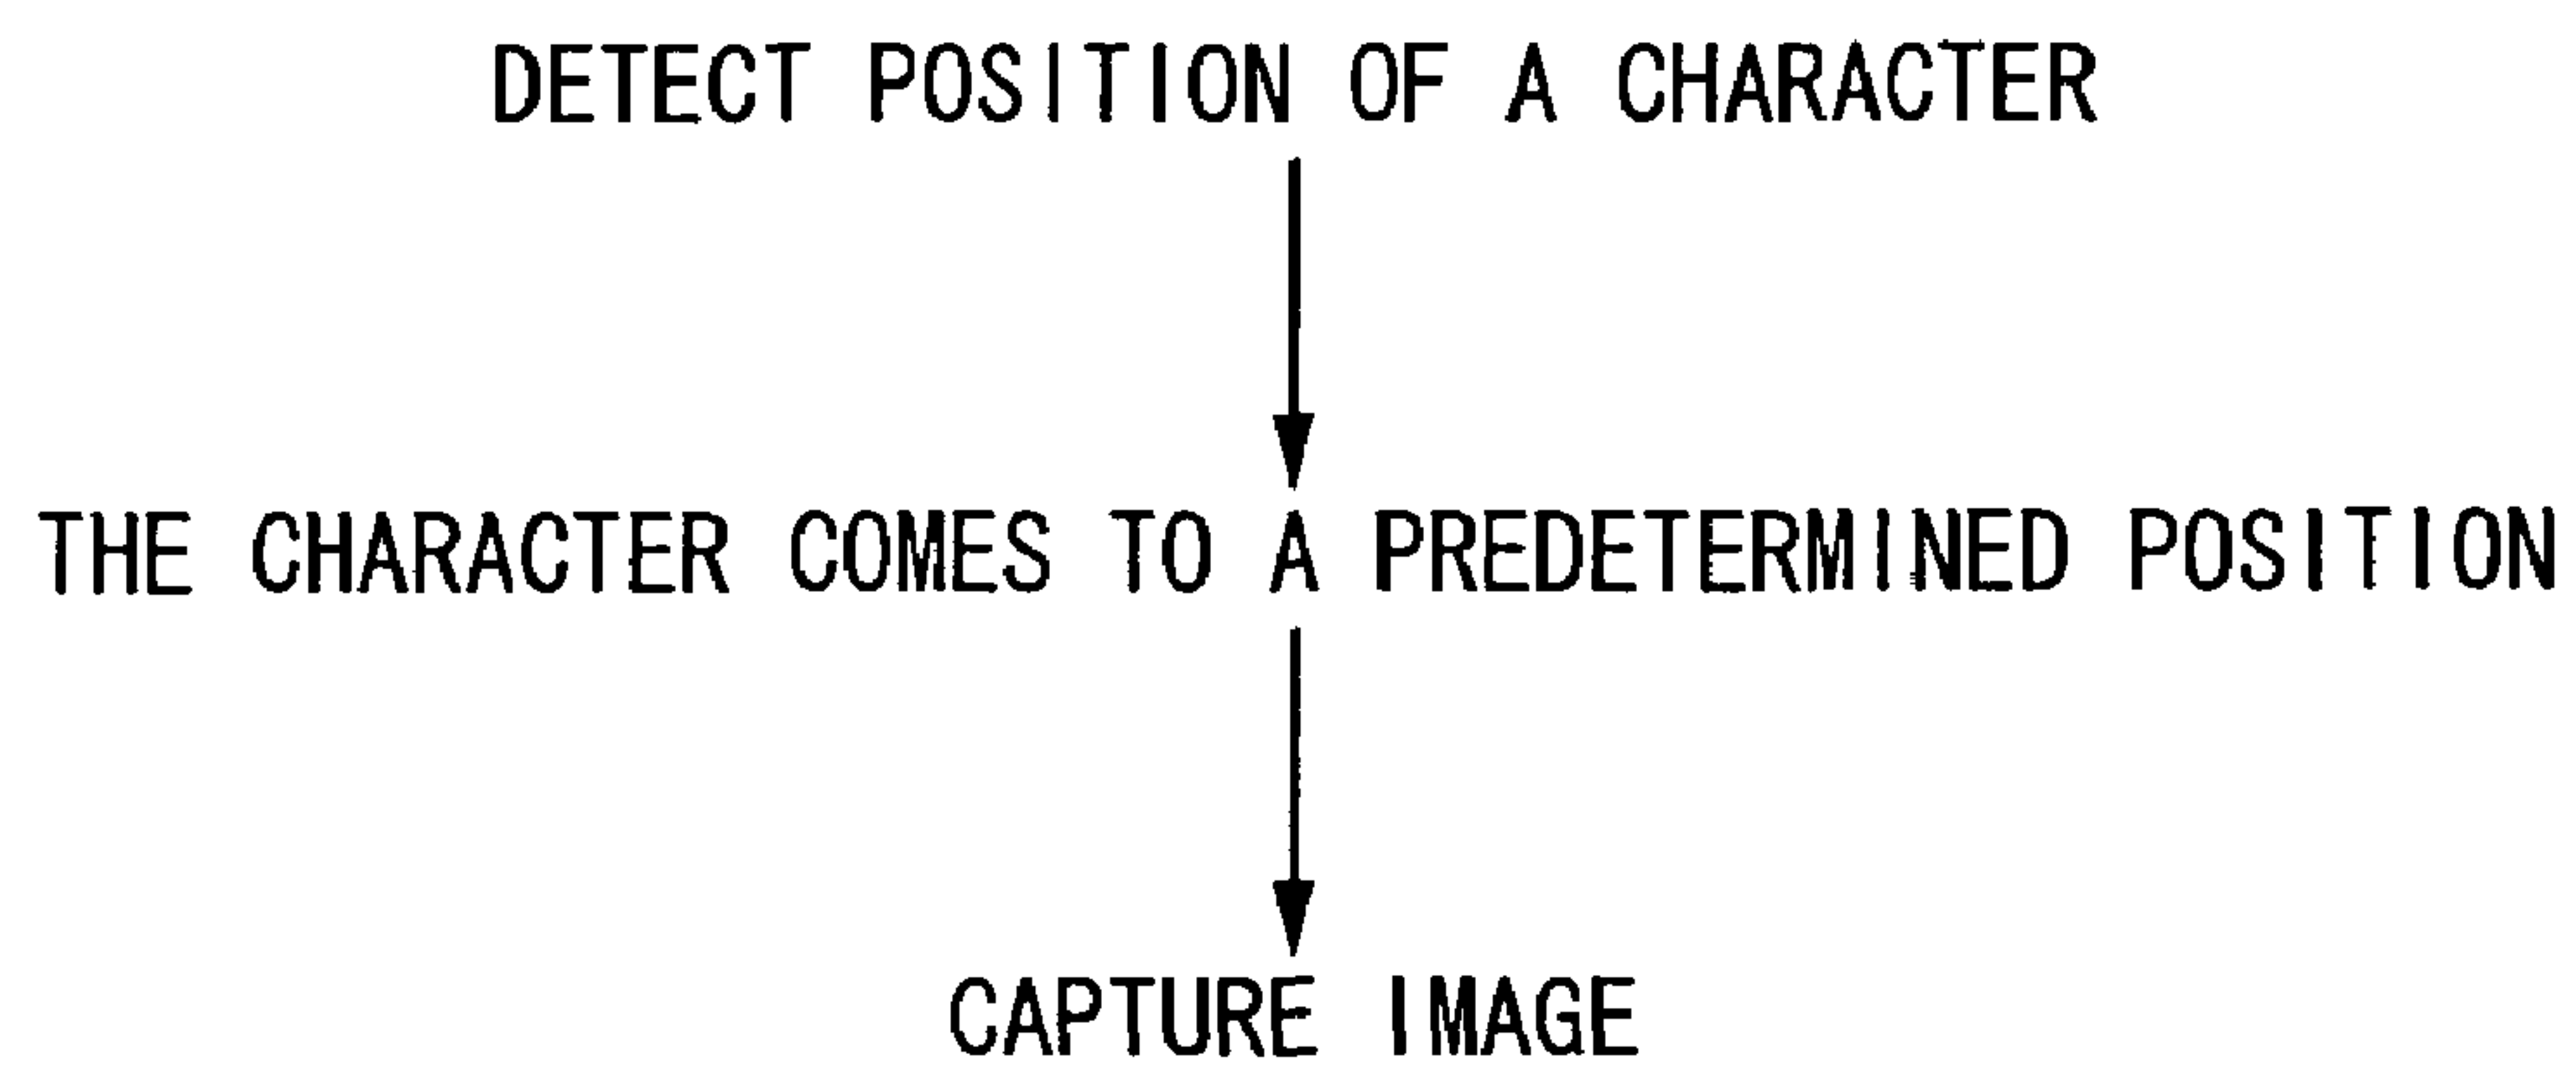 DETECT POSITION OF A CHARACTER
THE CHARACTER COMES TO A PREDETERMINED POSITION
CAPTURE IMAGE